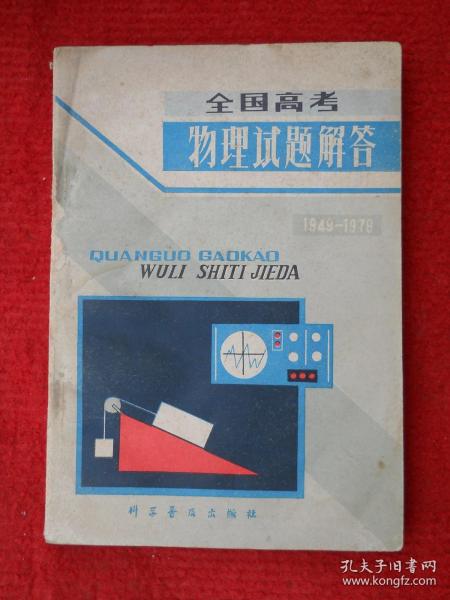 全国高考
物理试题解答
1949-1979
QUANGUO GAOKAO
WULI SHITI JIEDA
科学普及出版社
孔夫子旧书网
www.kongfz.com